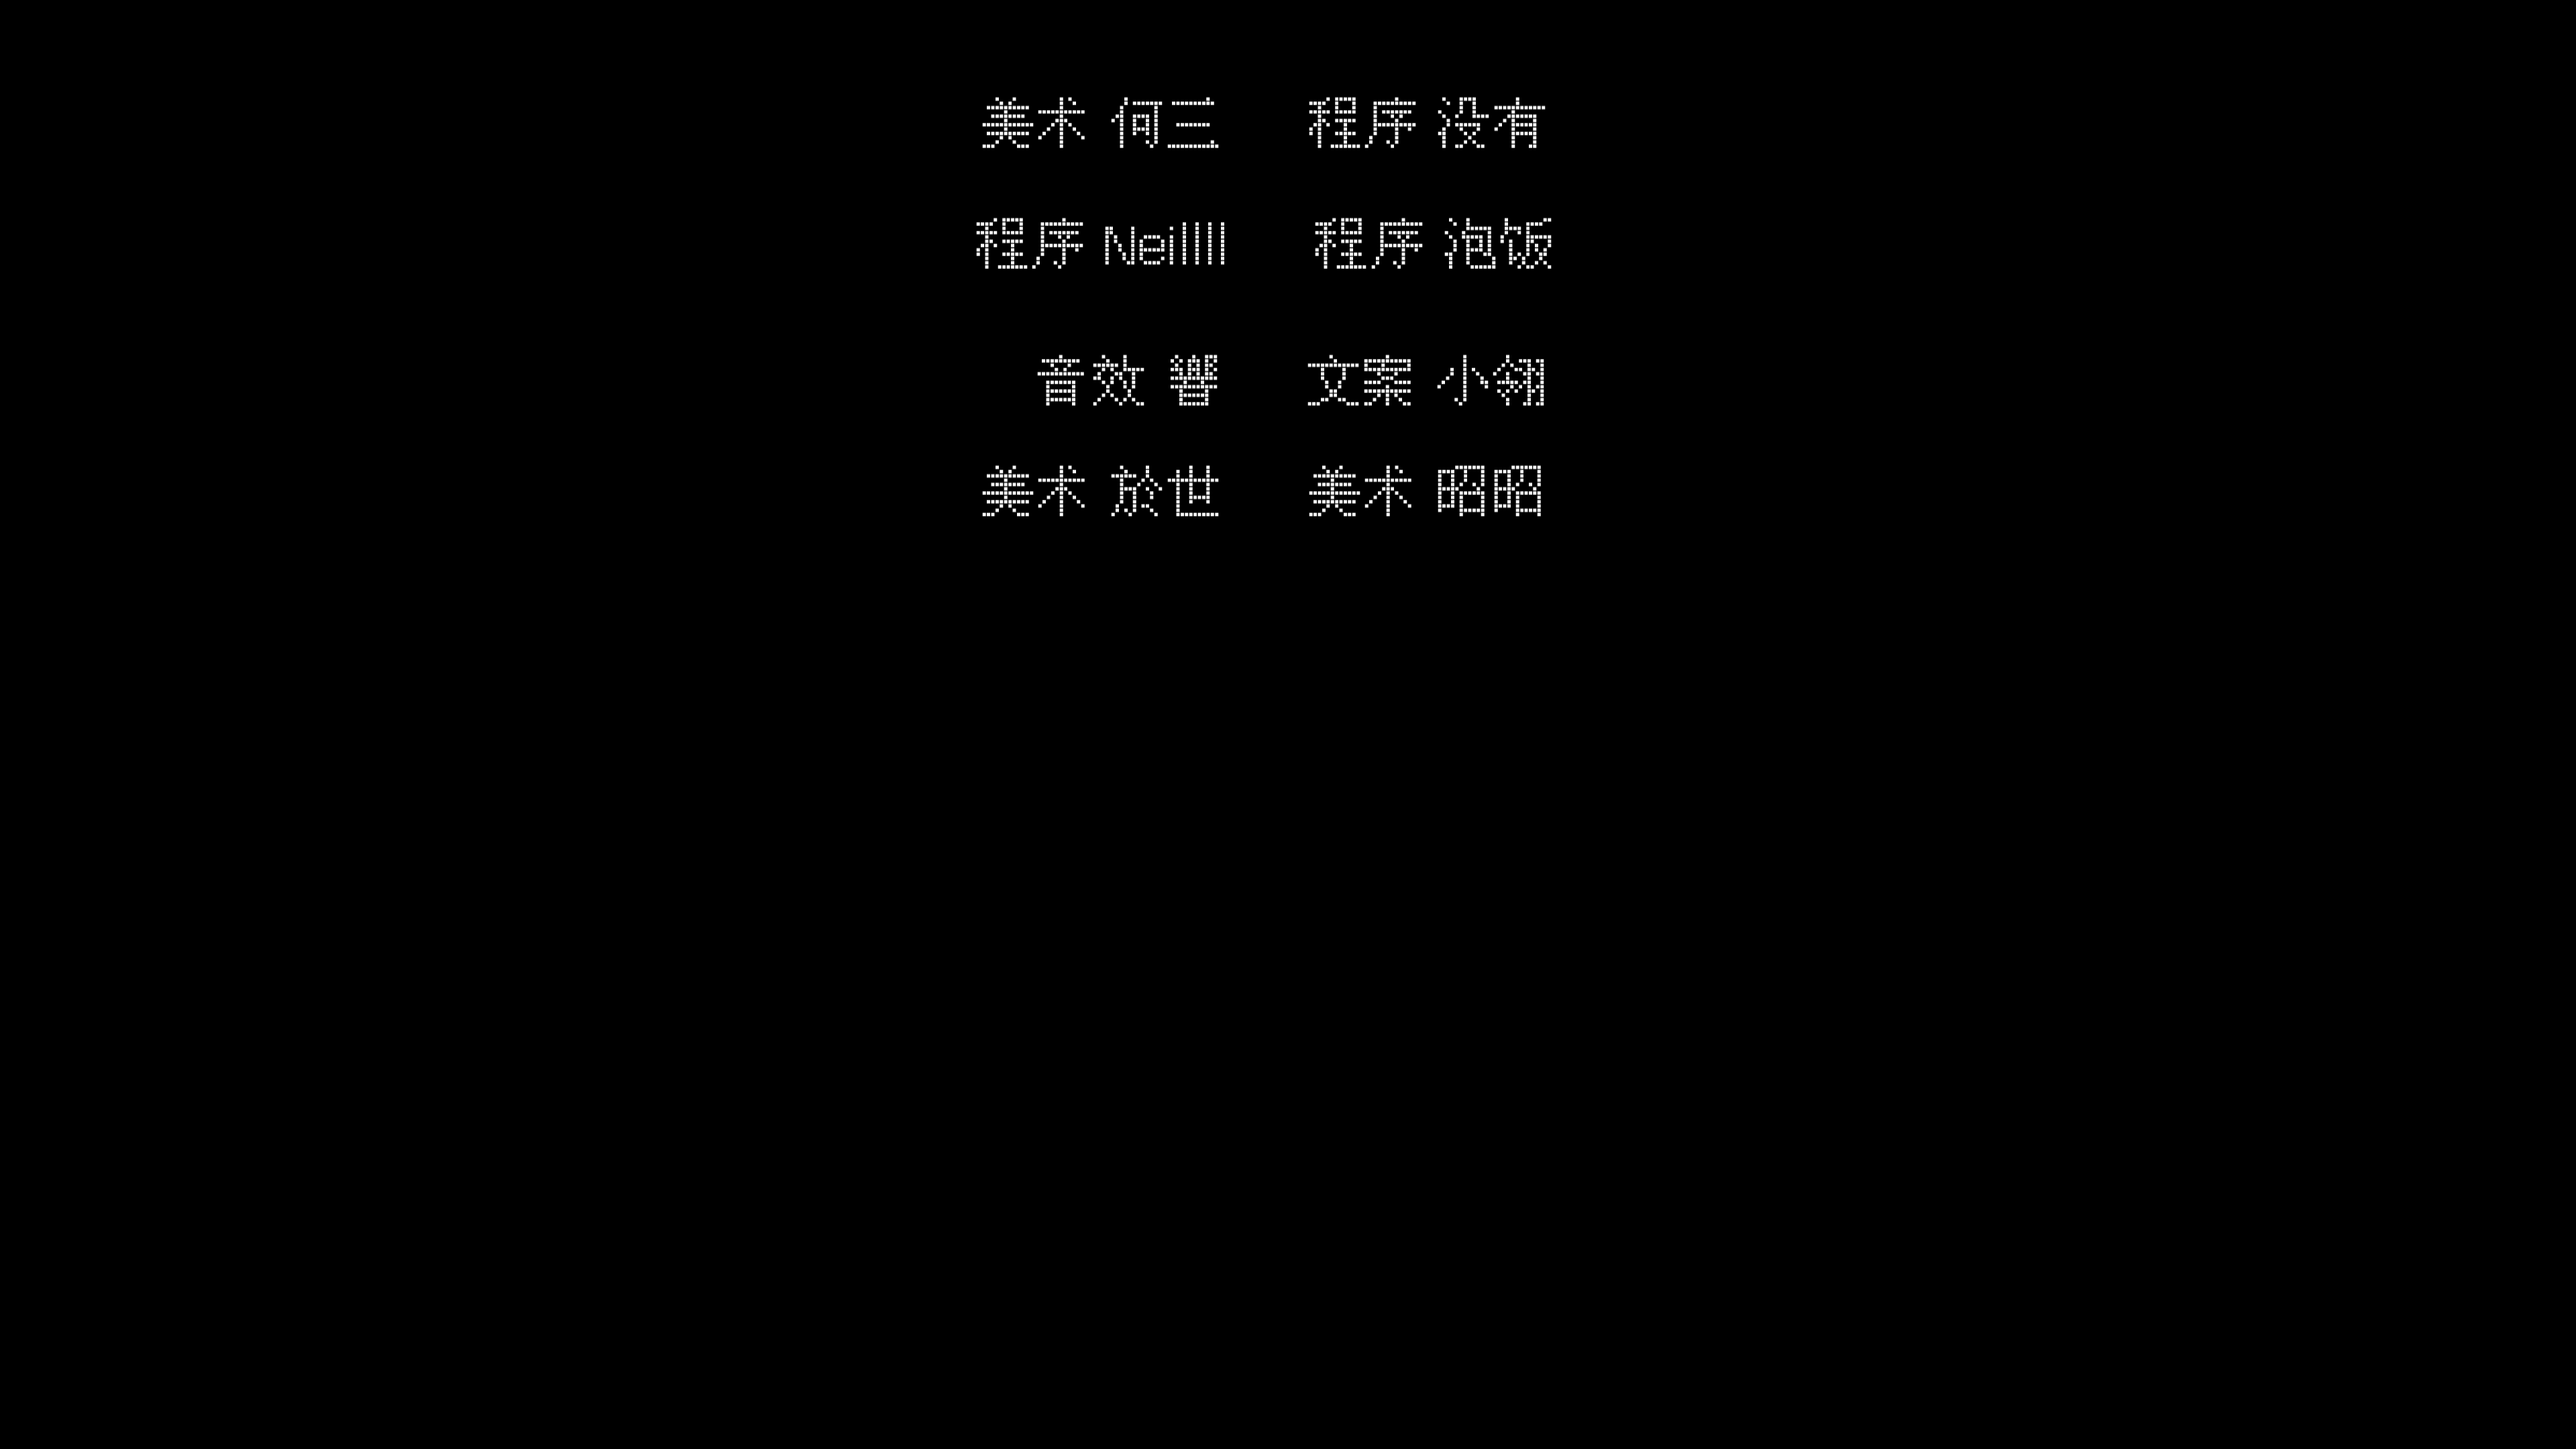 美术 何三 程序 没有
程序 Neillll 程序 泡饭
音效 響 文案 小翎
美术 於世 美术 昭昭